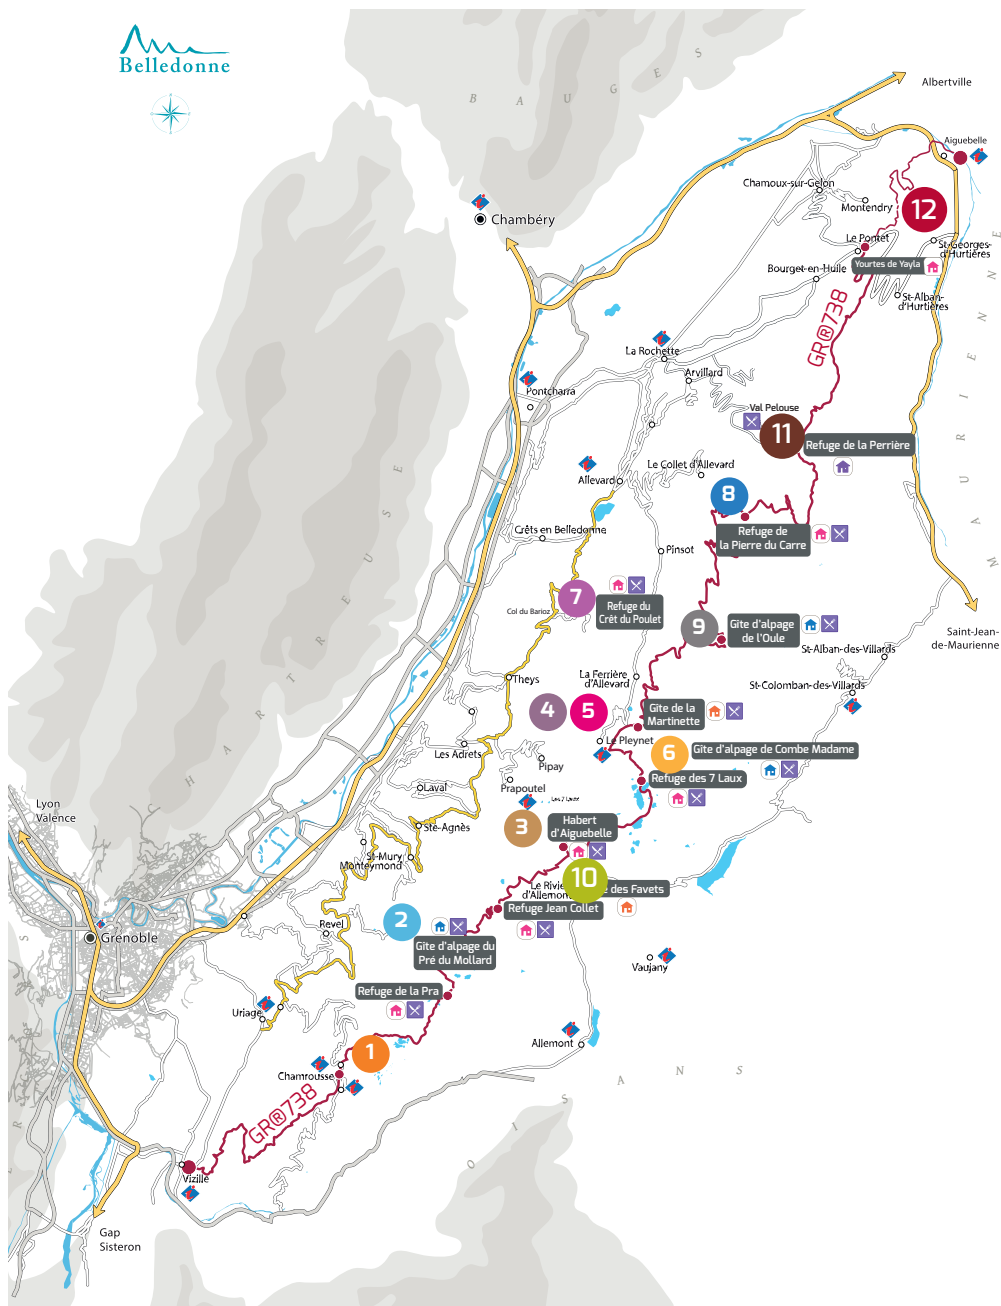 Belledonne
BAUGES
Albertville
Aiguebelle
Chamoux-sur-Gelon
Montendry
12
Chambéry
Le Pontet
St-Georges-
d'Hurtières
Yourtes de Yayla
Bourget-en-Huile
St-Alban-
d'Hurtières
GR®738
La Rochette
Arvillard
Pontcharra
Val Pelouse
11
Refuge de la Perrière
MAURIENNE
Le Collet d'Allevard
Allevard
8
Refuge de
la Pierre du Carre
Crêts en Belledonne
Pinsot
CHARTREUSE
7
Refuge du
Crêt du Poulet
Col du Barioz
9
Gîte d'alpage
de l'Oule
Saint-Jean-
de-Maurienne
St-Alban-des-Villards
La Ferrière
d'Allevard
Theys
St-Colomban-des-Villards
4
5
Gîte de la
Martinette
Le Pleynet
6
Gîte d'alpage de Combe Madame
Les Adrets
Pipay
Refuge des 7 Laux
Prapoutel
Laval
Les 7 Laux
Lyon
Valence
3
Habert
d'Aiguebelle
Ste-Agnès
St-Mury
Monteymond
10
Le Rivie
d'Allemont
des Favets
Refuge Jean Collet
2
Revel
Grenoble
Gîte d'alpage du
Pré du Mollard
Vaujany
Refuge de la Pra
Uriage
Allemont
1
Chamrousse
OISANS
GR®738
Vizille
Gap
Sisteron